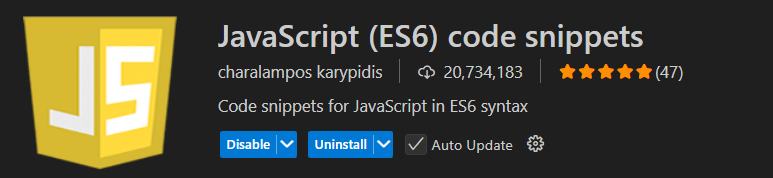 JS
JavaScript (ES6) code snippets
charalampos karypidis 20,734,183 (47)
Code snippets for JavaScript in ES6 syntax
Disable Uninstall Auto Update